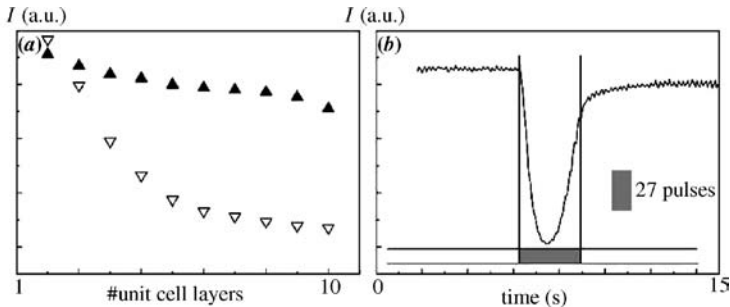 I (a.u.)
(a)
1
10
#unit cell layers
I (a.u.)
(b)
27 pulses
0
15
time (s)